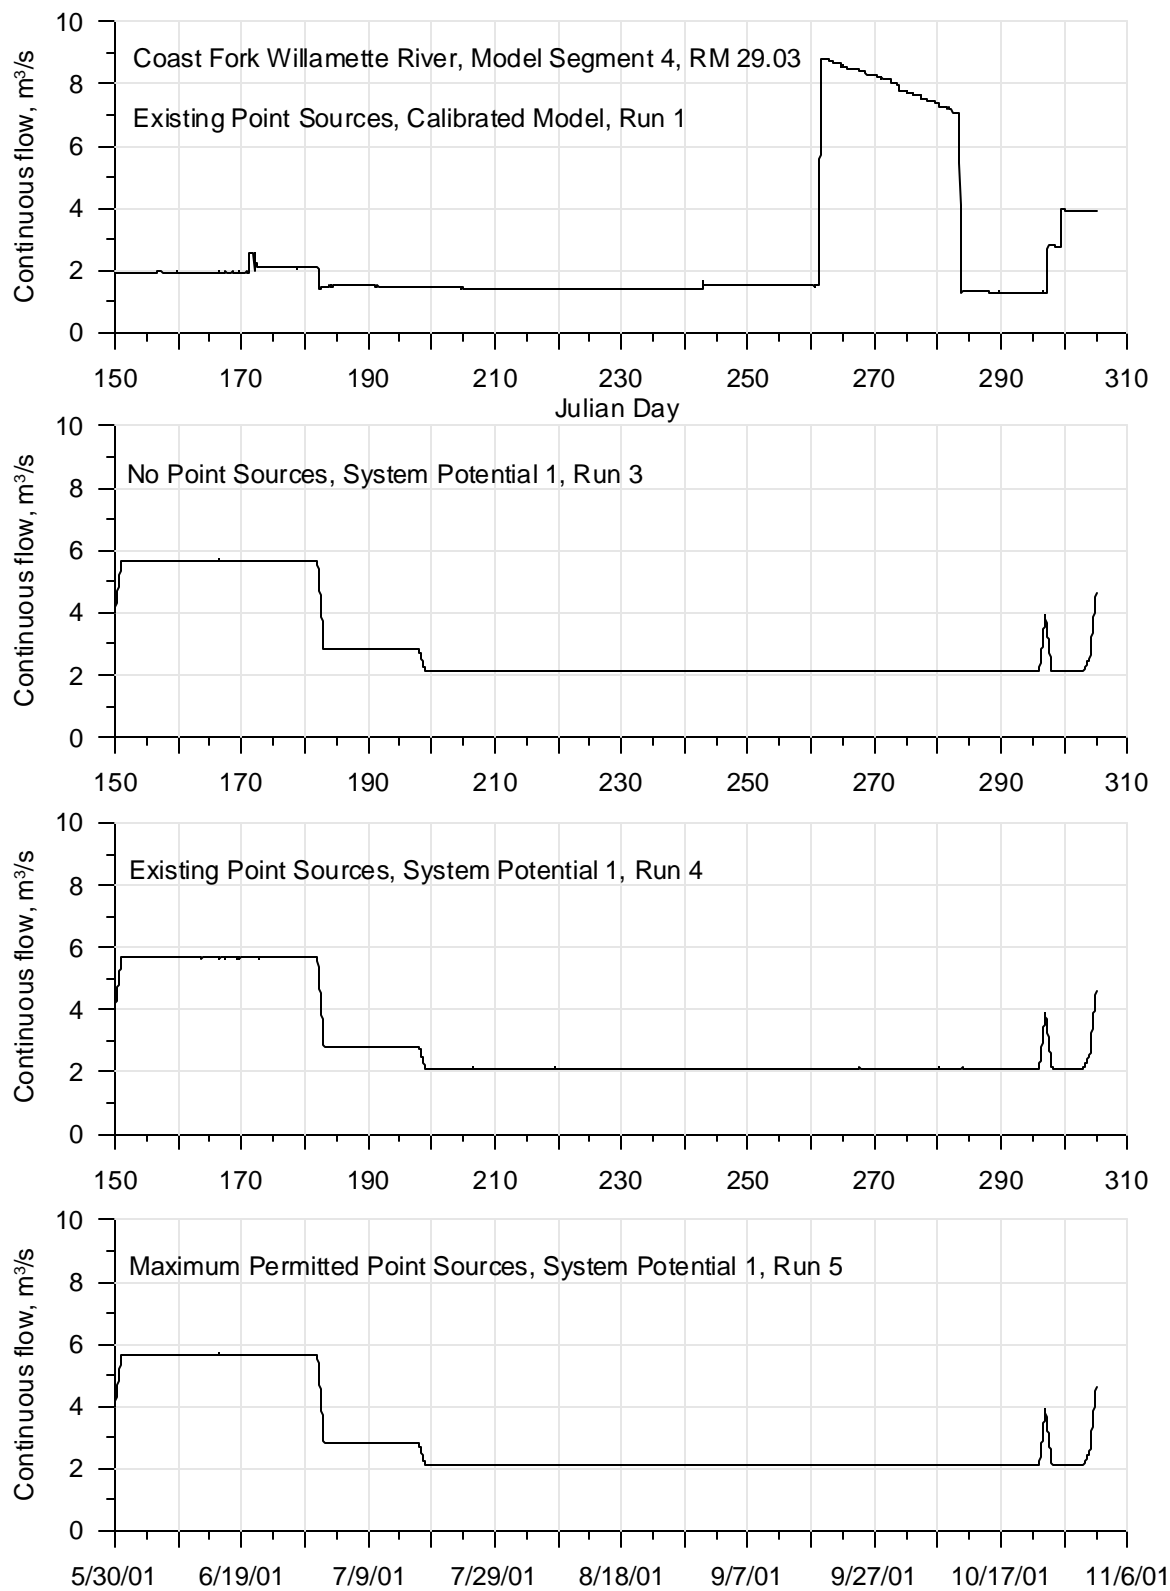 10
8
6
4
2
0
Continuous flow, m³/s
Coast Fork Willamette River, Model Segment 4, RM 29.03
Existing Point Sources, Calibrated Model, Run 1
150 170 190 210 230 250 270 290 310
Julian Day
10
8
6
4
2
0
Continuous flow, m³/s
No Point Sources, System Potential 1, Run 3
150 170 190 210 230 250 270 290 310
10
8
6
4
2
0
Continuous flow, m³/s
Existing Point Sources, System Potential 1, Run 4
150 170 190 210 230 250 270 290 310
10
8
6
4
2
0
Continuous flow, m³/s
Maximum Permitted Point Sources, System Potential 1, Run 5
5/30/01 6/19/01 7/9/01 7/29/01 8/18/01 9/7/01 9/27/01 10/17/01 11/6/01